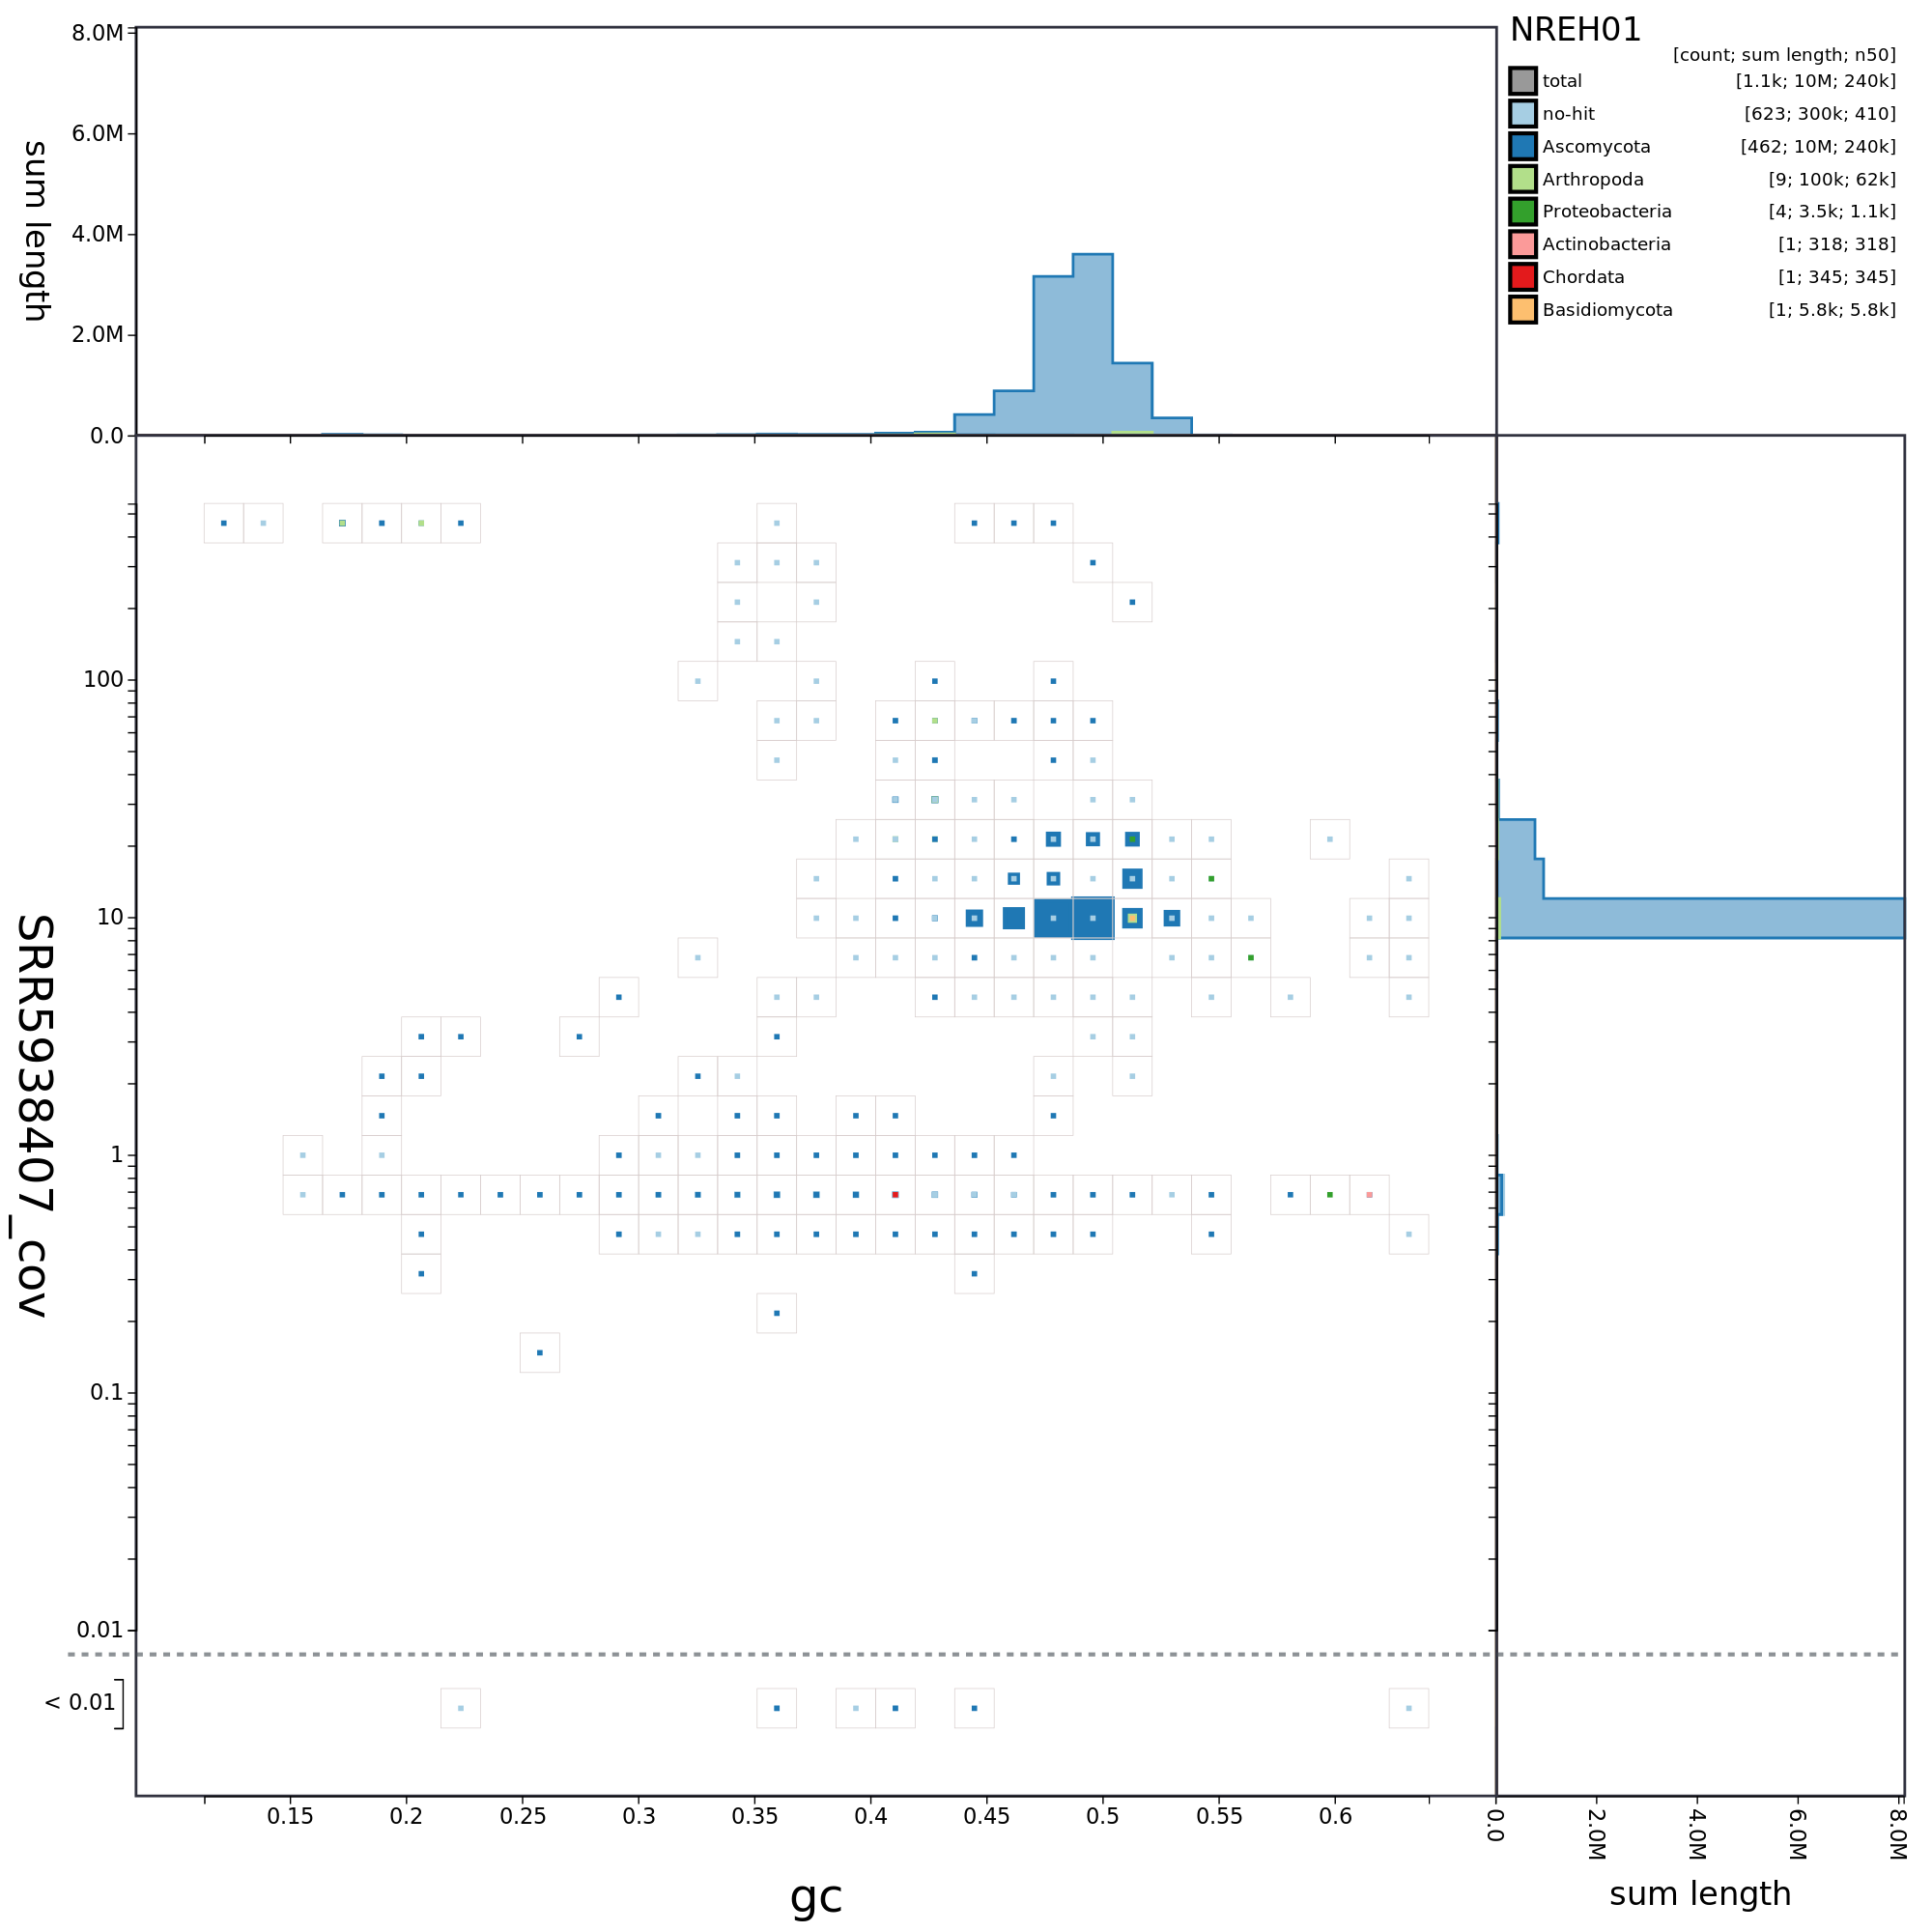 NREH01
[count; sum length; n50]
total [1.1k; 10M; 240k]
no-hit [623; 300k; 410]
Ascomycota [462; 10M; 240k]
Arthropoda [9; 100k; 62k]
Proteobacteria [4; 3.5k; 1.1k]
Actinobacteria [1; 318; 318]
Chordata [1; 345; 345]
Basidiomycota [1; 5.8k; 5.8k]
sum length
8.0M
6.0M
4.0M
2.0M
0.0
SRR5938407_cov
100
10
1
0.1
0.01
< 0.01
0.15 0.2 0.25 0.3 0.35 0.4 0.45 0.5 0.55 0.6
gc
0.0 2.0M 4.0M 6.0M 8.0M
sum length